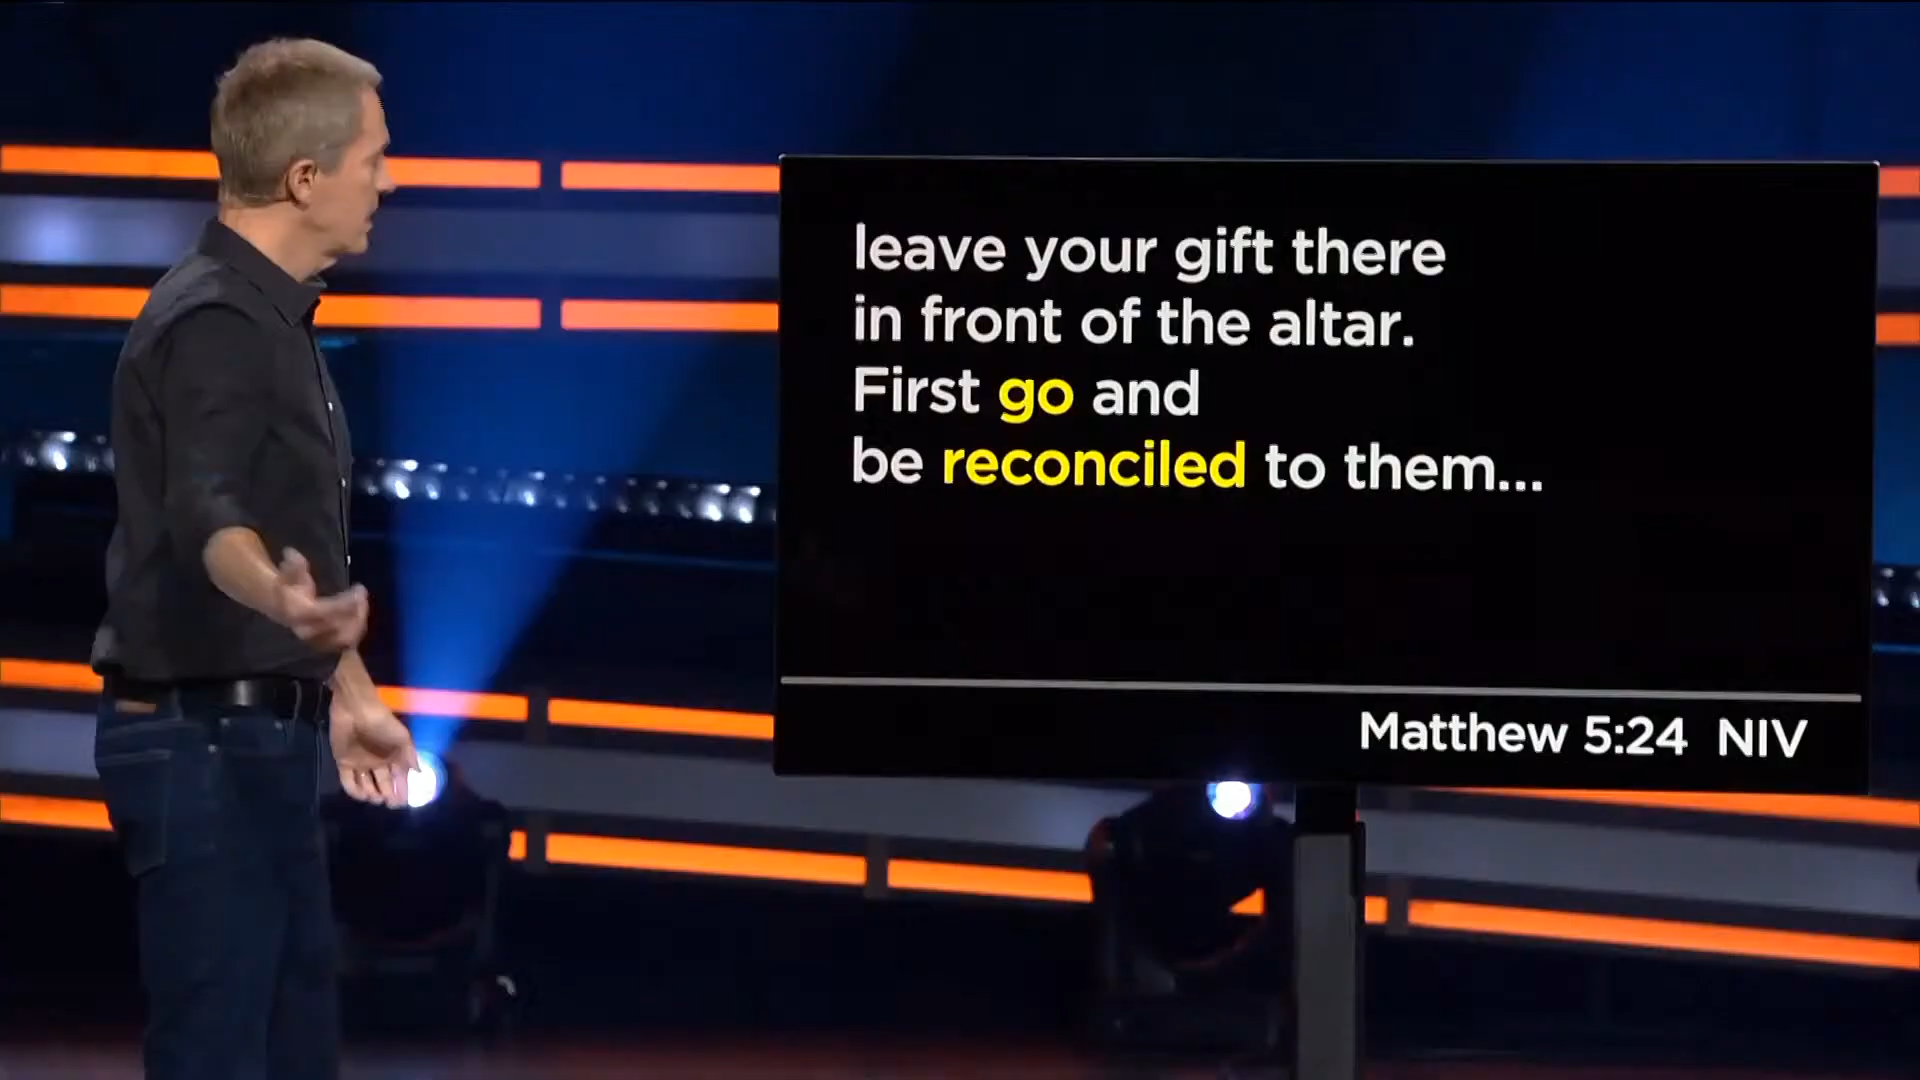 leave your gift there
in front of the altar.
First go and
be reconciled to them...
Matthew 5:24 NIV